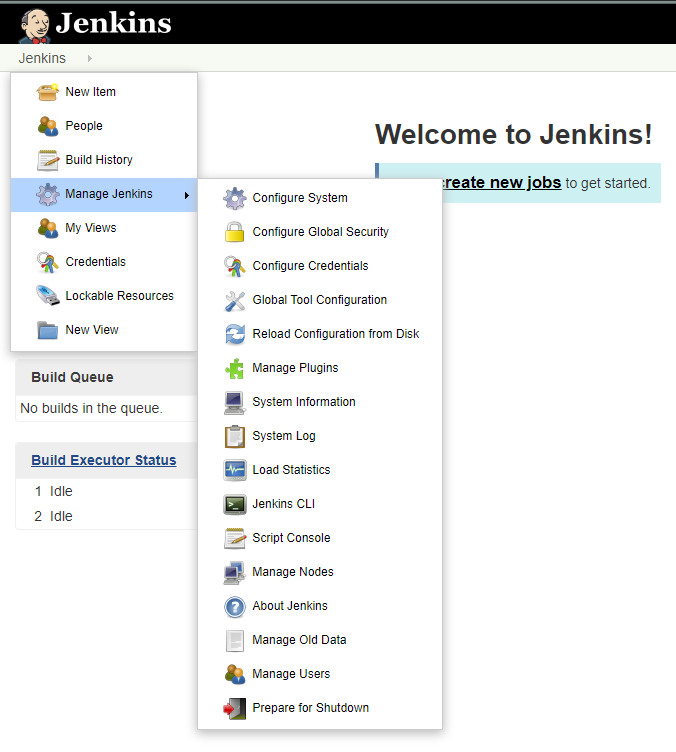 Jenkins
Jenkins
New Item
People
Build History
Manage Jenkins
My Views
Credentials
Lockable Resources
New View
Configure System
Configure Global Security
Configure Credentials
Global Tool Configuration
Reload Configuration from Disk
Manage Plugins
System Information
System Log
Load Statistics
Jenkins CLI
Script Console
Manage Nodes
About Jenkins
Manage Old Data
Manage Users
Prepare for Shutdown
Welcome to Jenkins!
reate new jobs to get started.
Build Queue
No builds in the queue.
Build Executor Status
1 Idle
2 Idle